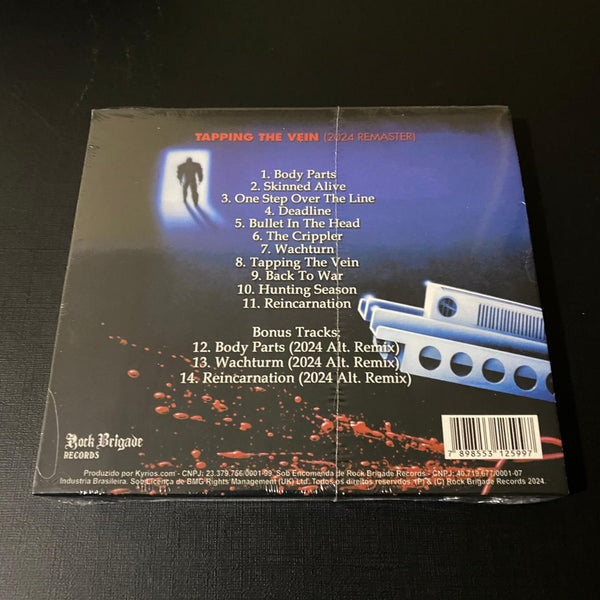 TAPPING THE VEIN (2024 REMASTER)
1. Body Parts
2. Skinned Alive
3. One Step Over The Line
4. Deadline
5. Bullet In The Head
6. The Crippler
7. Wachturn
8. Tapping The Vein
9. Back To War
10. Hunting Season
11. Reincarnation
Bonus Tracks:
12. Body Parts (2024 Alt. Remix)
13. Wachturm (2024 Alt. Remix)
14. Reincarnation (2024 Alt. Remix)
Rock Brigade
RECORDS
7 898553 125997
Produzido por Kyrios.com - CNPJ: 23.379.766/0001-09. Sob Encomenda de Rock Brigade Records - CNPJ: 40.719.677/0001-07
Industria Brasileira. Sob Licença de BMG Rights Management (UK) Ltd. Todos os direitos reservados. (P) & (C) Rock Brigade Records 2024.